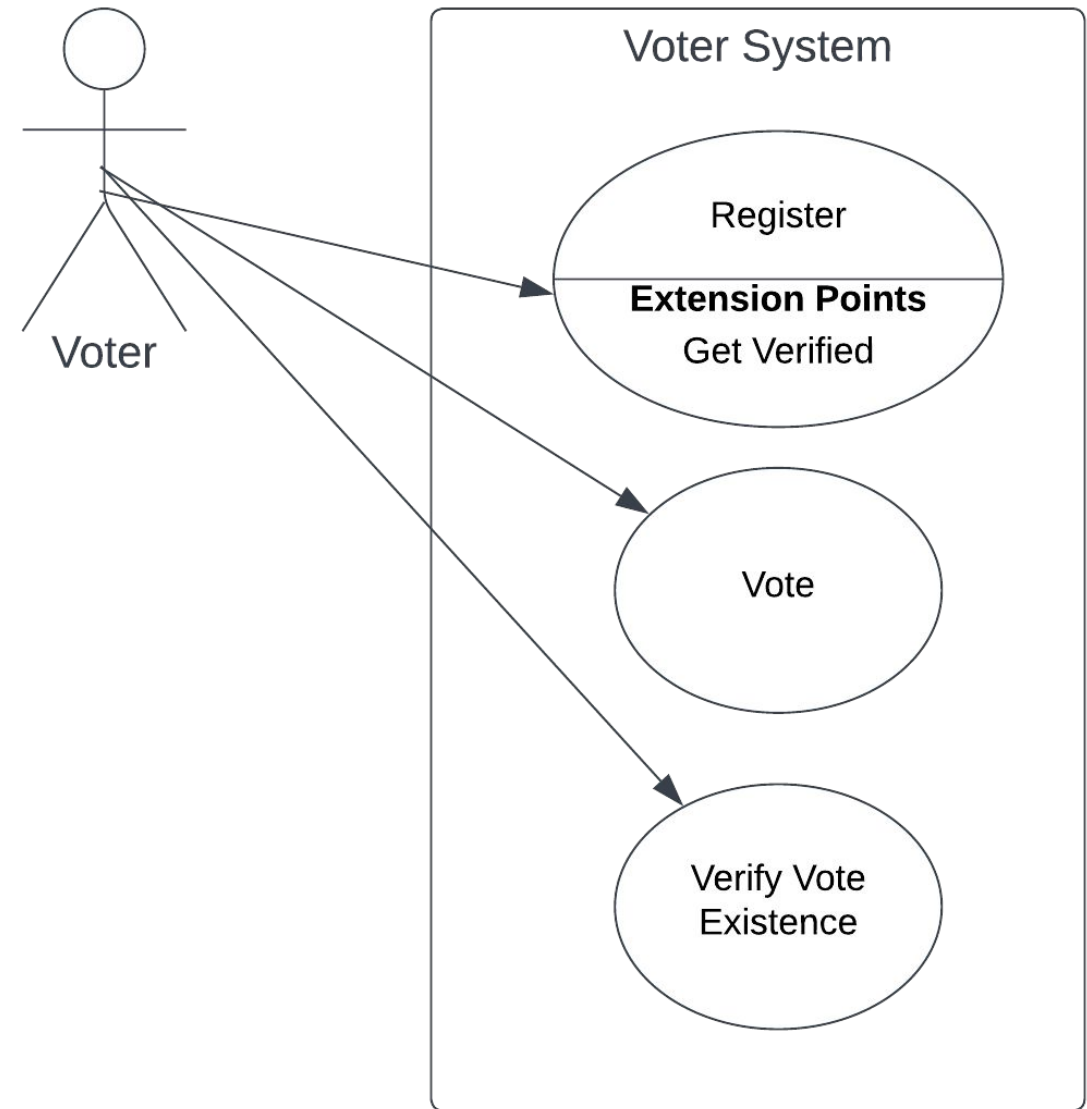 Voter System
Register
Extension Points
Get Verified
Voter
Vote
Verify Vote
Existence